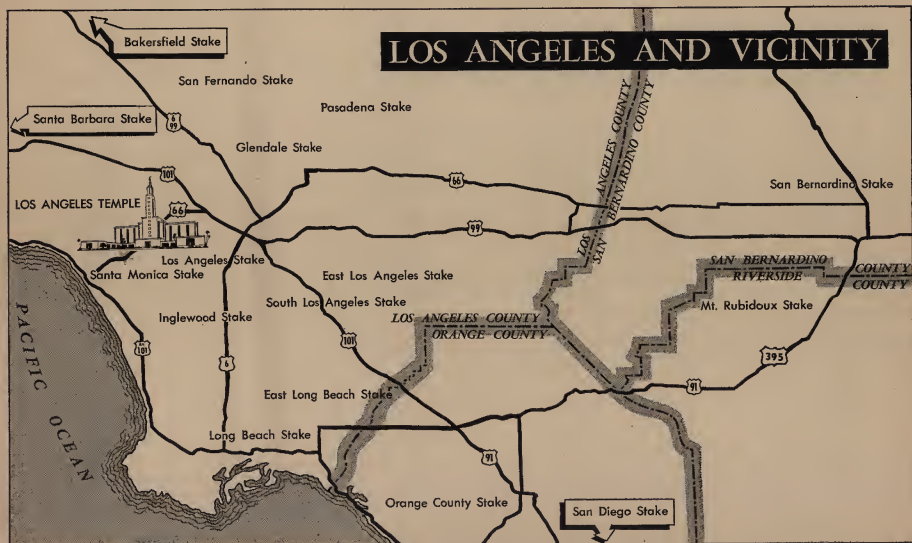 LOS ANGELES AND VICINITY
Bakersfield Stake
San Fernando Stake
Pasadena Stake
Santa Barbara Stake
6
99
Glendale Stake
101
66
San Bernardino Stake
LOS ANGELES TEMPLE
66
99
LOS ANGELES COUNTY
SAN BERNARDINO COUNTY
Los Angeles Stake
Santa Monica Stake
East Los Angeles Stake
SAN BERNARDINO COUNTY
RIVERSIDE COUNTY
South Los Angeles Stake
Mt. Rubidoux Stake
Inglewood Stake
LOS ANGELES COUNTY
ORANGE COUNTY
PACIFIC OCEAN
101
6
101
395
91
East Long Beach Stake
Long Beach Stake
91
Orange County Stake
San Diego Stake